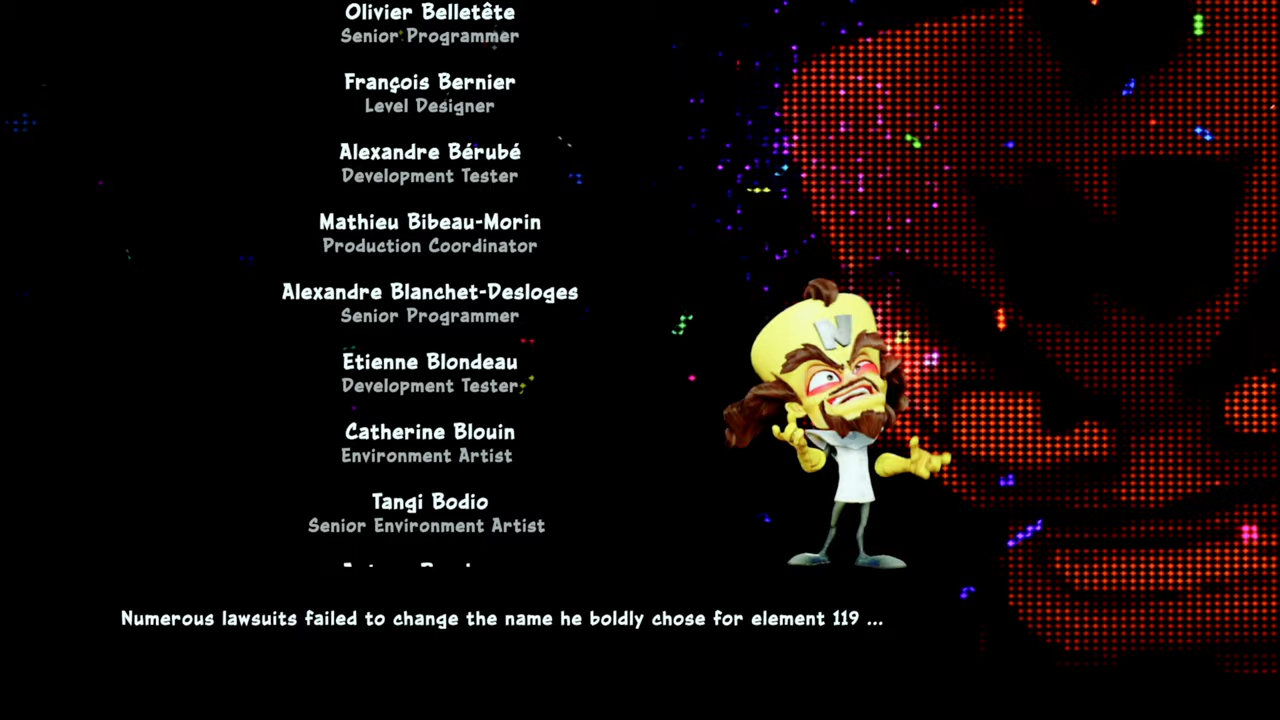 Olivier Belletête
Senior Programmer
François Bernier
Level Designer
Alexandre Bérubé
Development Tester
Mathieu Bibeau-Morin
Production Coordinator
Alexandre Blanchet-Desloges
Senior Programmer
Etienne Blondeau
Development Tester
Catherine Blouin
Environment Artist
Tangi Bodio
Senior Environment Artist
N
Numerous lawsuits failed to change the name he boldly chose for element 119 ...